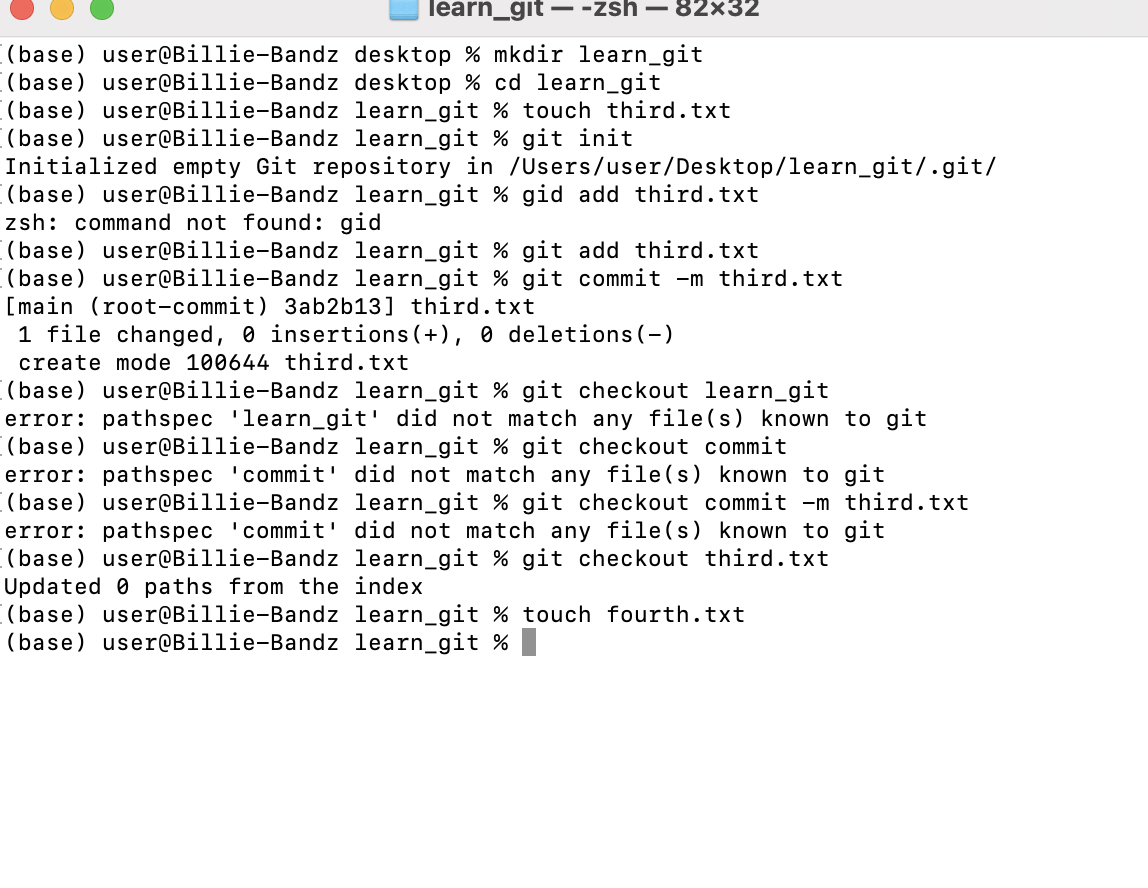 learn_git — -zsh — 82×32
(base) user@Billie-Bandz desktop % mkdir learn_git
(base) user@Billie-Bandz desktop % cd learn_git
(base) user@Billie-Bandz learn_git % touch third.txt
(base) user@Billie-Bandz learn_git % git init
Initialized empty Git repository in /Users/user/Desktop/learn_git/.git/
(base) user@Billie-Bandz learn_git % gid add third.txt
zsh: command not found: gid
(base) user@Billie-Bandz learn_git % git add third.txt
(base) user@Billie-Bandz learn_git % git commit -m third.txt
[main (root-commit) 3ab2b13] third.txt
 1 file changed, 0 insertions(+), 0 deletions(-)
 create mode 100644 third.txt
(base) user@Billie-Bandz learn_git % git checkout learn_git
error: pathspec 'learn_git' did not match any file(s) known to git
(base) user@Billie-Bandz learn_git % git checkout commit
error: pathspec 'commit' did not match any file(s) known to git
(base) user@Billie-Bandz learn_git % git checkout commit -m third.txt
error: pathspec 'commit' did not match any file(s) known to git
(base) user@Billie-Bandz learn_git % git checkout third.txt
Updated 0 paths from the index
(base) user@Billie-Bandz learn_git % touch fourth.txt
(base) user@Billie-Bandz learn_git %